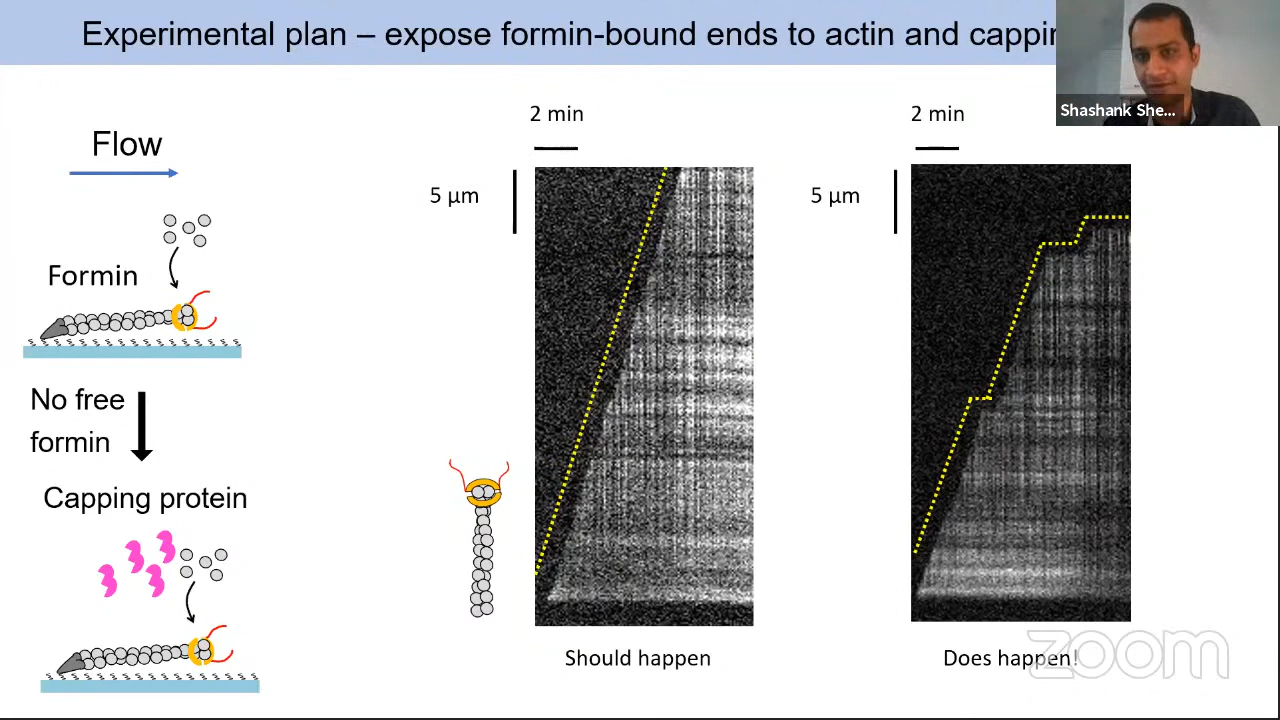 Experimental plan – expose formin-bound ends to actin and
Shashank She...
Flow
Formin
No free
formin
Capping protein
2 min
5 µm
Should happen
2 min
5 µm
Does happen!
zoom